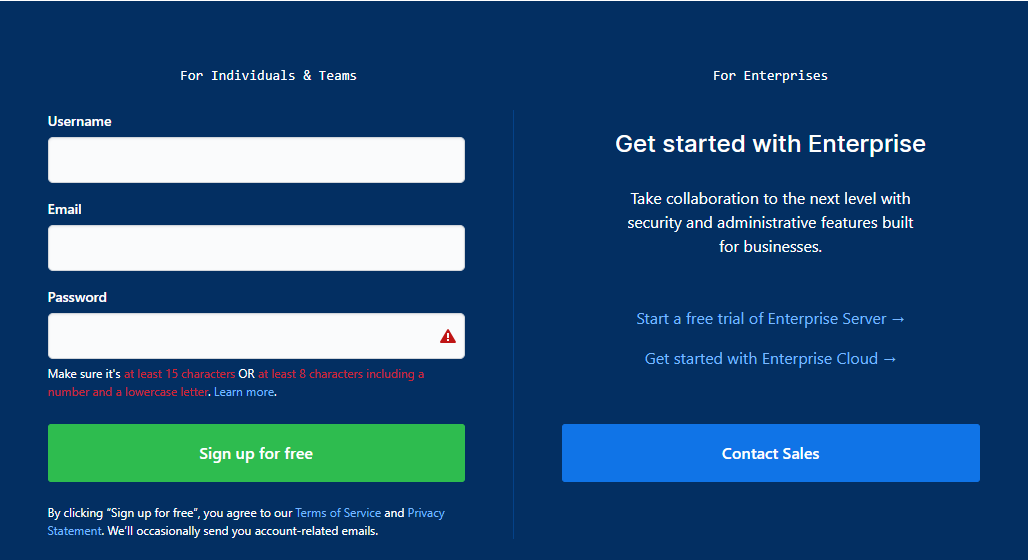 For Individuals & Teams
Username
Email
Password
Make sure it's at least 15 characters OR at least 8 characters including a
number and a lowercase letter. Learn more.
Sign up for free
By clicking “Sign up for free”, you agree to our Terms of Service and Privacy
Statement. We’ll occasionally send you account-related emails.
For Enterprises
Get started with Enterprise
Take collaboration to the next level with
security and administrative features built
for businesses.
Start a free trial of Enterprise Server →
Get started with Enterprise Cloud →
Contact Sales